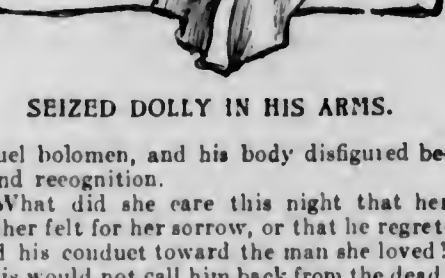 SEIZED DOLLY IN HIS ARMS.
uel bolomen, and his body disfigured be-
nd recognition.
What did she care this night that her
her felt for her sorrow, or that he regret-
d his conduct toward the man she loved?
is would not call him back from the dead